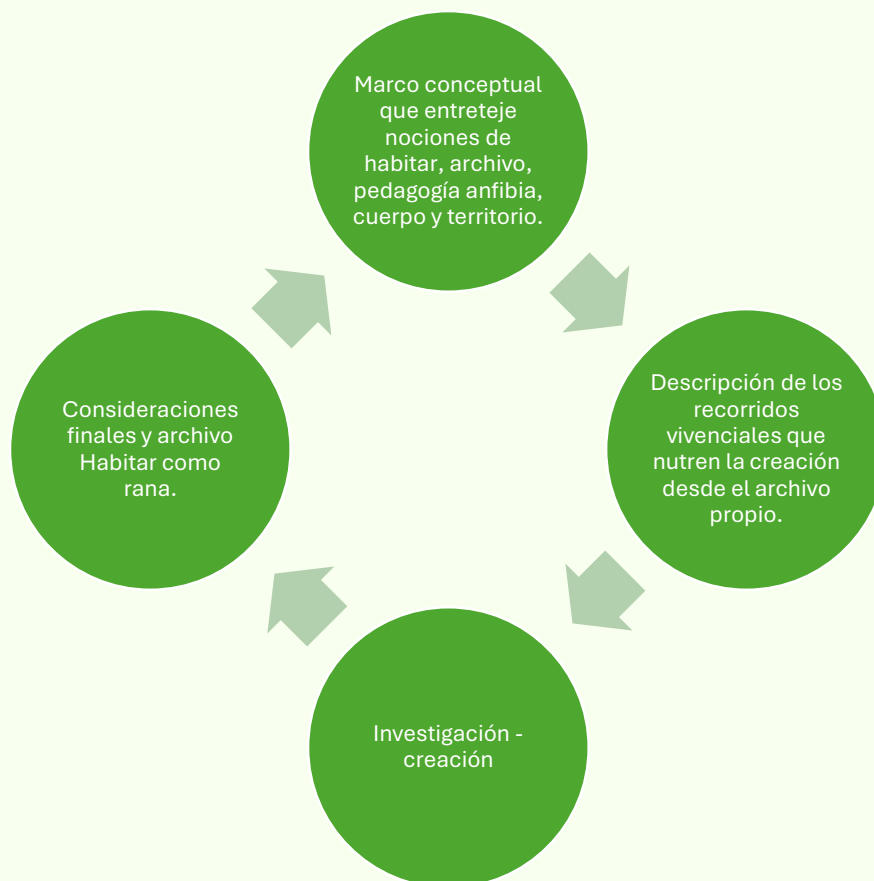 Marco conceptual
que entreteje
nociones de
habitar, archivo,
pedagogía anfibia,
cuerpo y territorio.
Descripción de los
recorridos
vivenciales que
nutren la creación
desde el archivo
propio.
Investigación -
creación
Consideraciones
finales y archivo
Habitar como
rana.